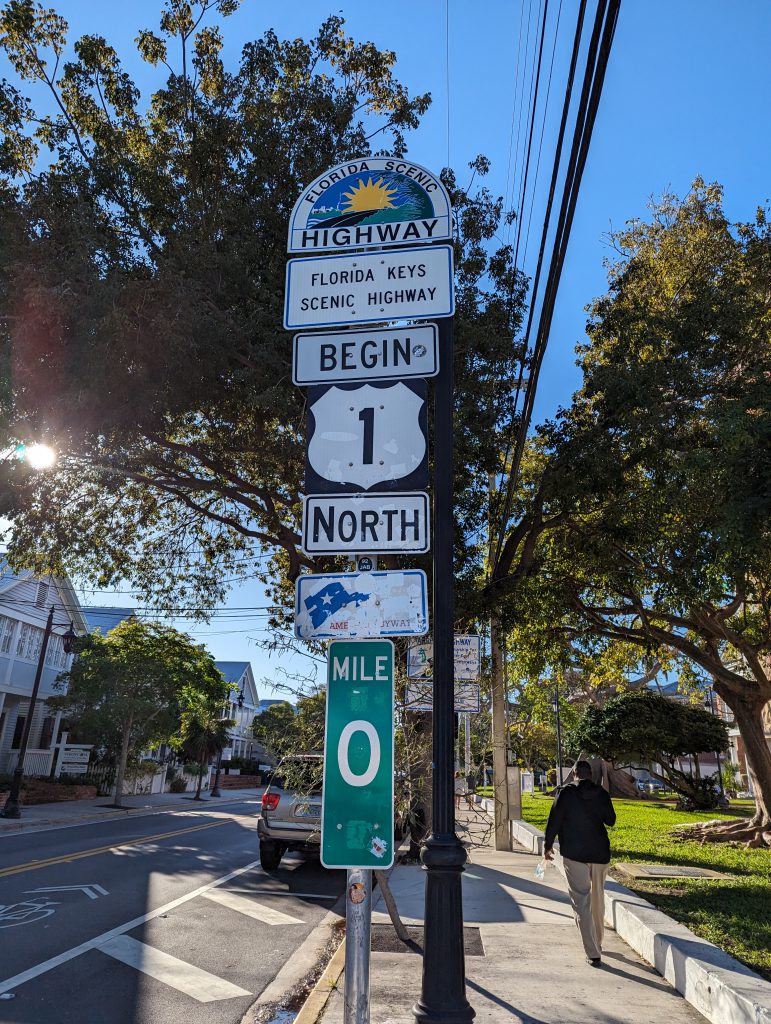 FLORIDA SCENIC
HIGHWAY
FLORIDA KEYS
SCENIC HIGHWAY
BEGIN
1
NORTH
MILE
0